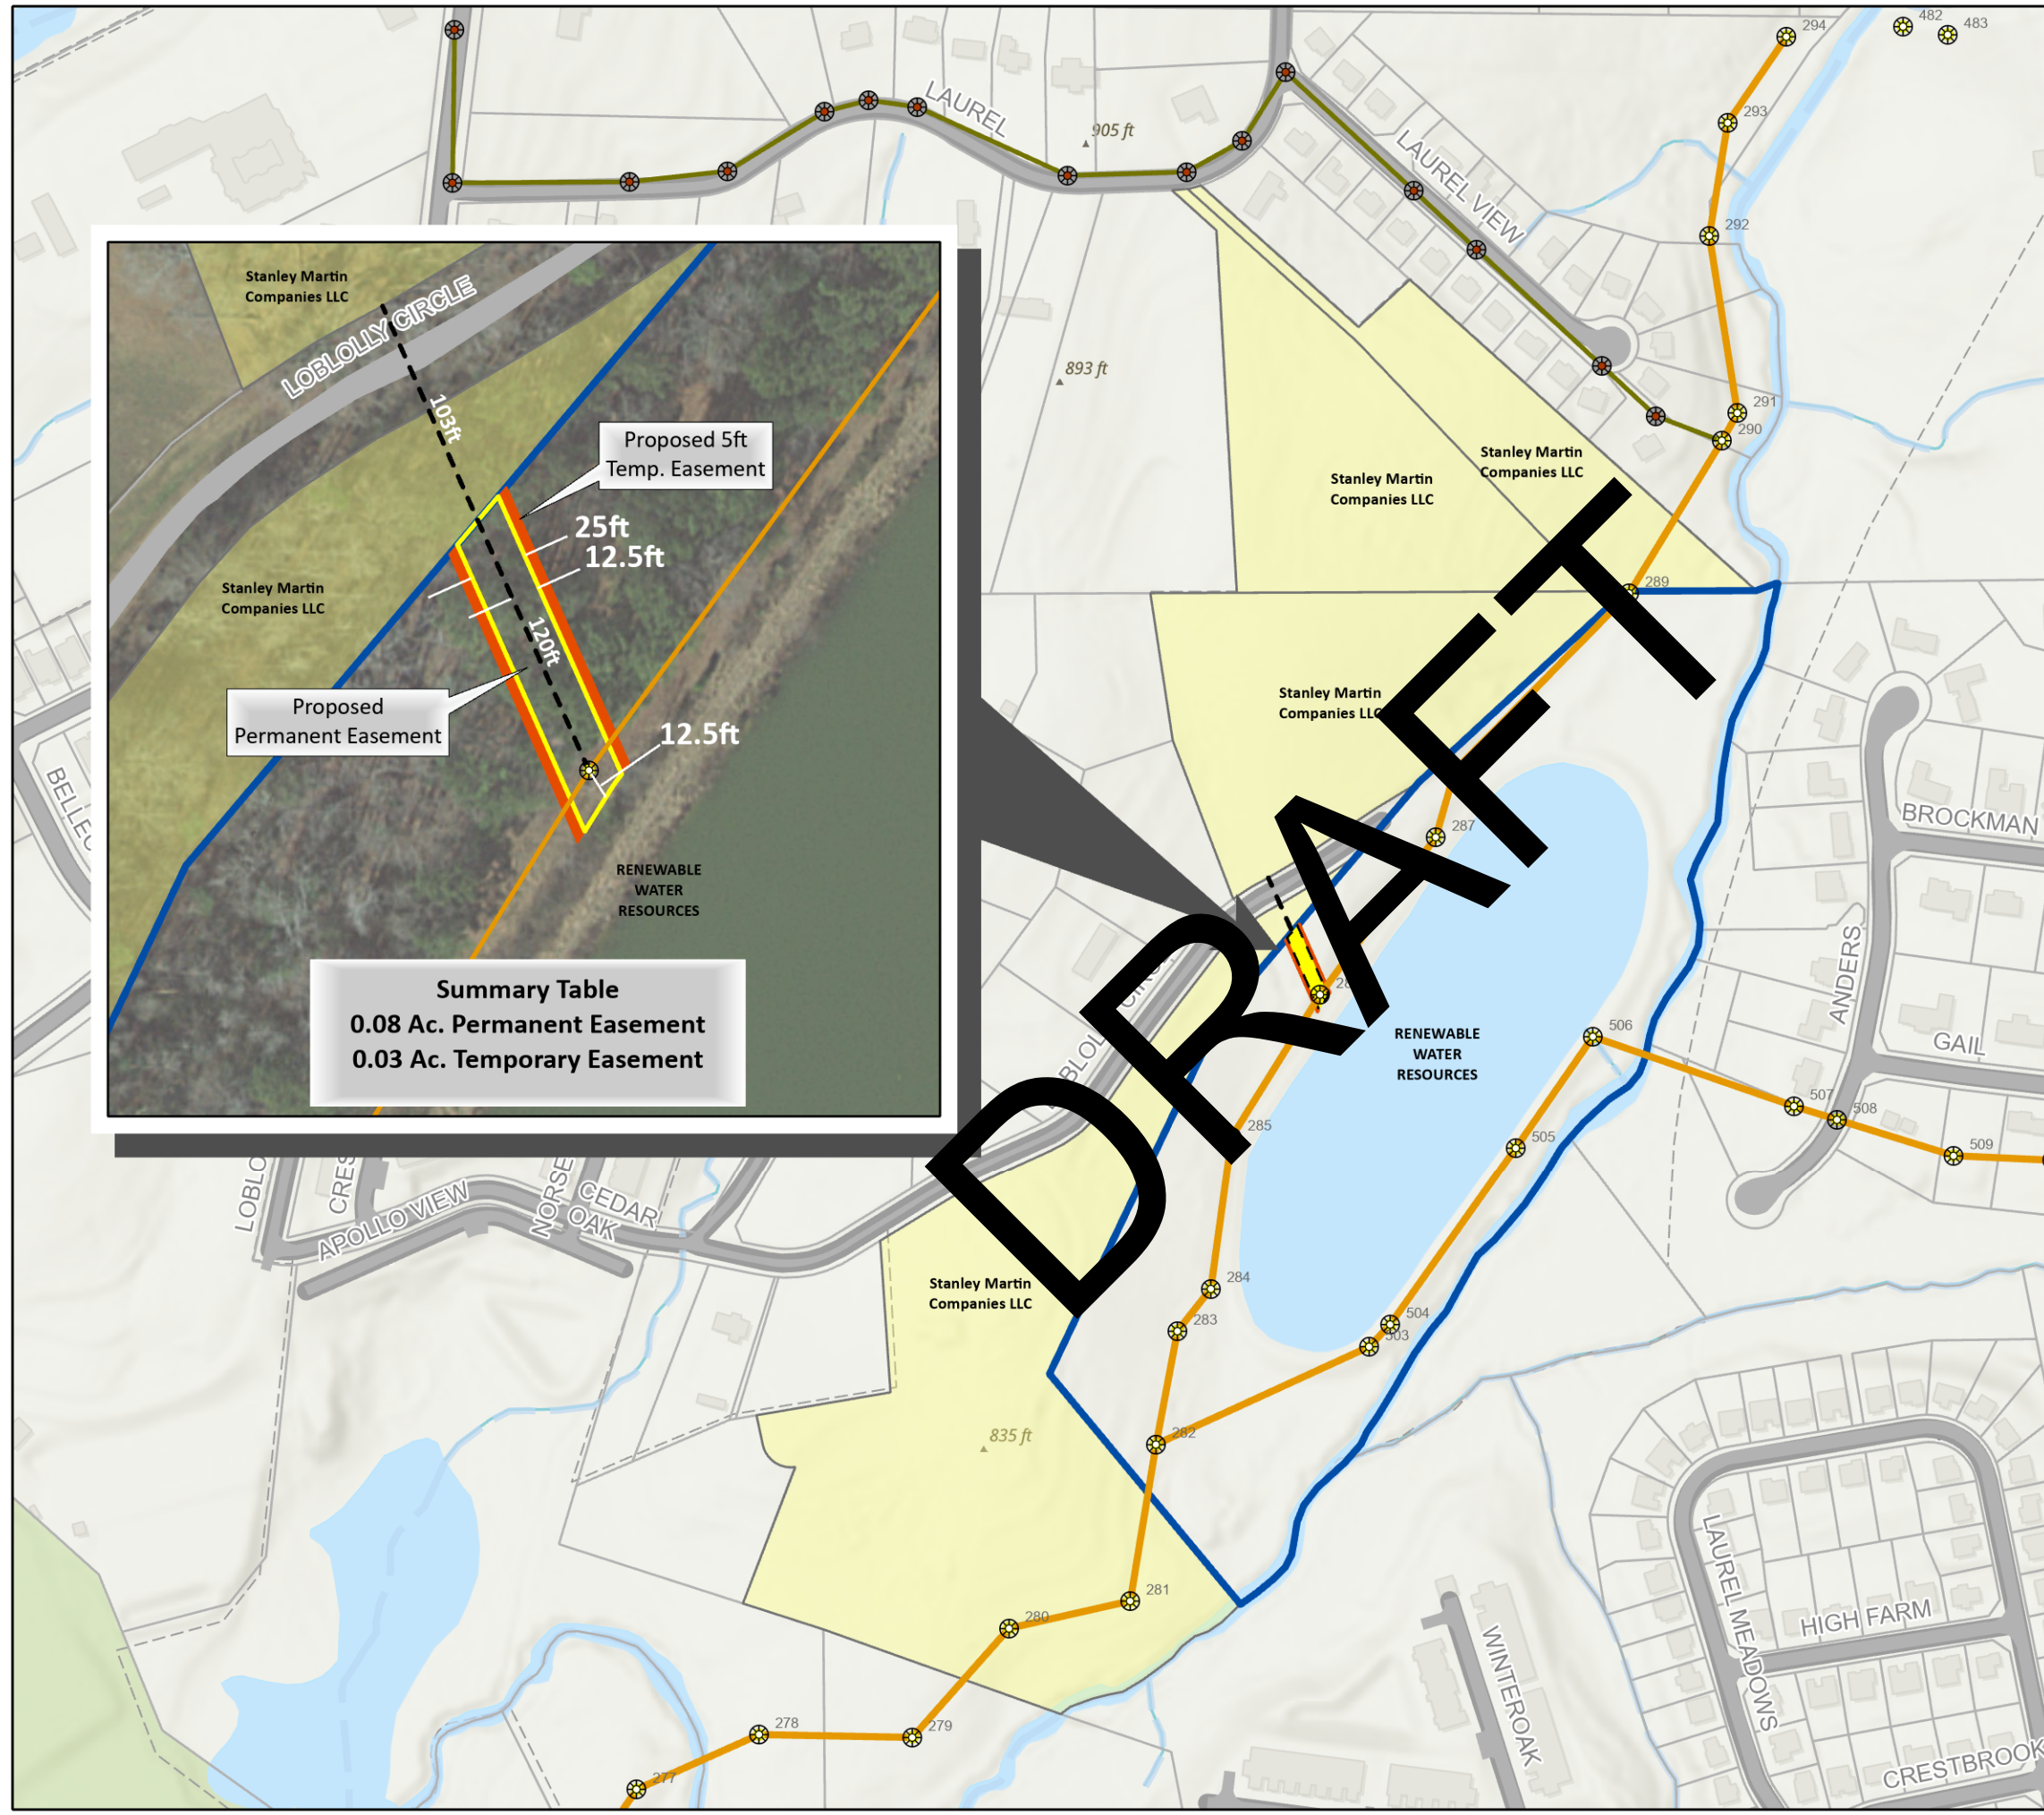 294
482
483
293
LAUREL
905 ft
LAUREL VIEW
292
893 ft
291
290
Stanley Martin
Companies LLC
Stanley Martin
Companies LLC
289
Stanley Martin
Companies LLC
287
BROCKMAN
ANDERS
GAIL
RENEWABLE
WATER
RESOURCES
506
507
508
509
505
285
284
283
504
503
282
281
280
279
278
277
835 ft
Stanley Martin
Companies LLC
APOLLO VIEW
CEDAR
OAK
LAUREL MEADOWS
HIGH FARM
WINTEROAK
CRESTBROOK
DRAFT
Stanley Martin
Companies LLC
LOBLOLLY CIRCLE
103ft
Proposed 5ft
Temp. Easement
25ft
12.5ft
Stanley Martin
Companies LLC
120ft
Proposed
Permanent Easement
12.5ft
RENEWABLE
WATER
RESOURCES
Summary Table
0.08 Ac. Permanent Easement
0.03 Ac. Temporary Easement